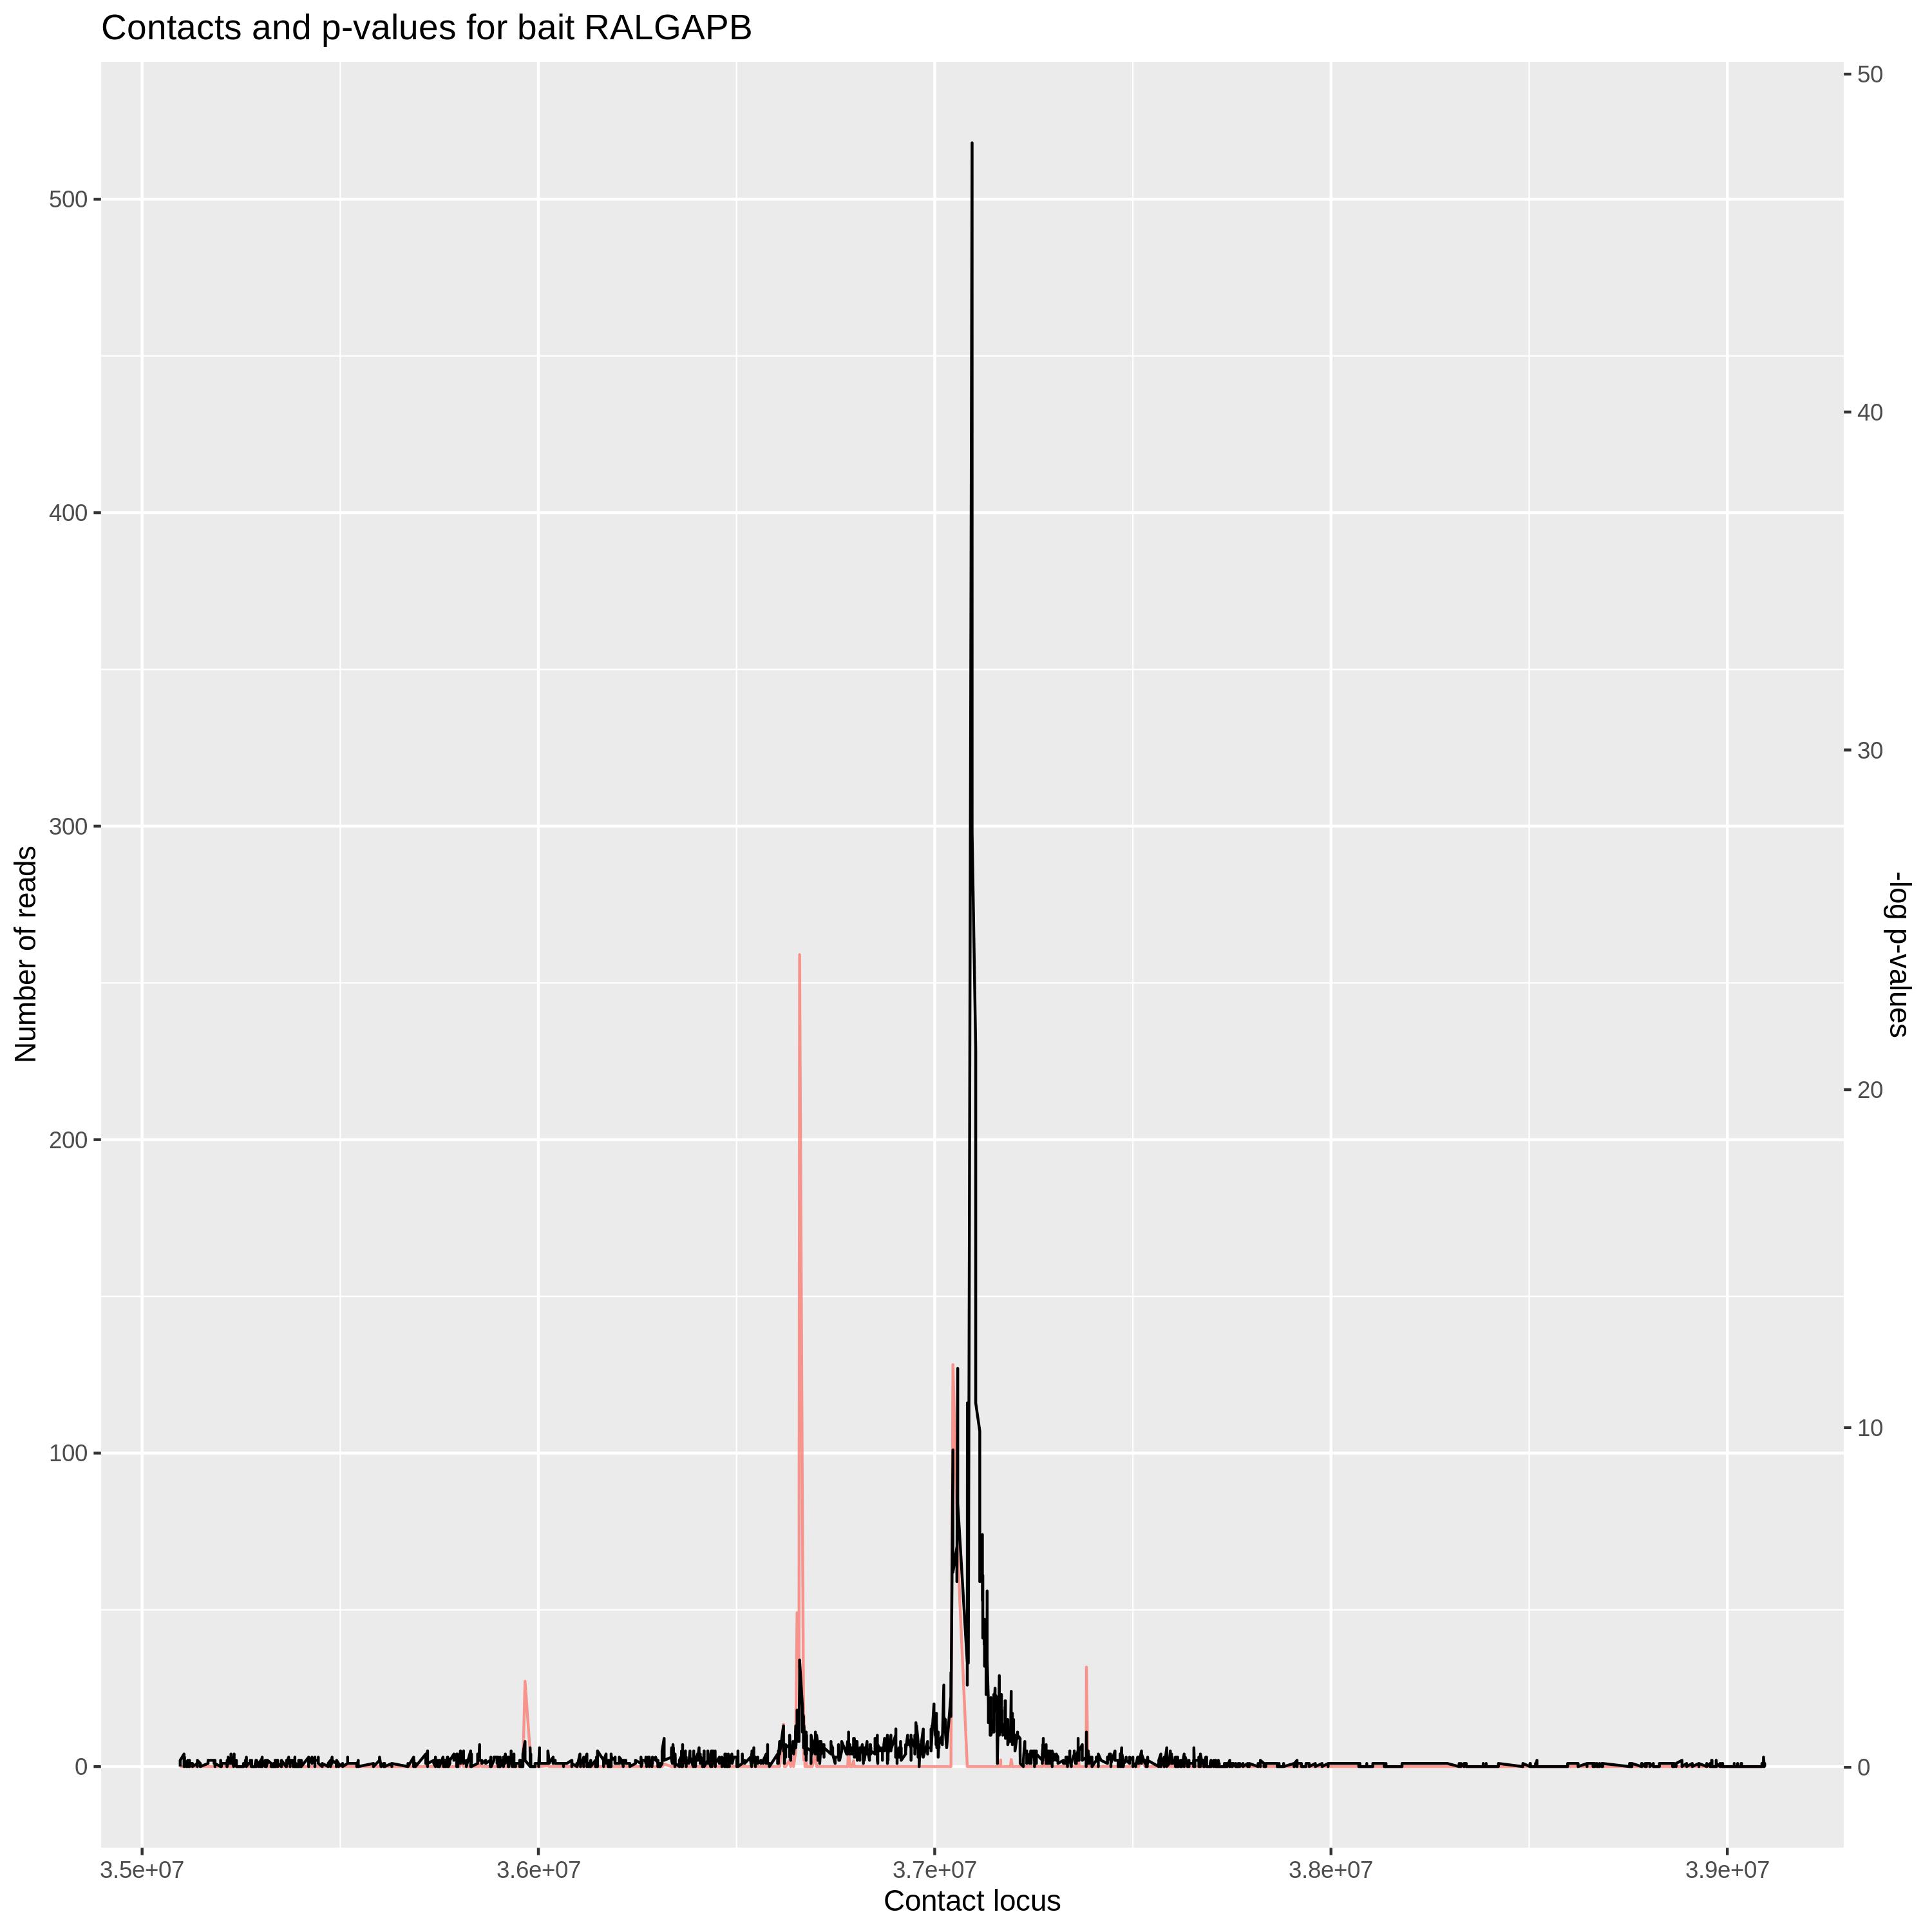 Contacts and p-values for bait RALGAPB
Number of reads
500
400
300
200
100
0
50
40
30
20
10
0
-log p-values
3.5e+07 3.6e+07 3.7e+07 3.8e+07 3.9e+07
Contact locus